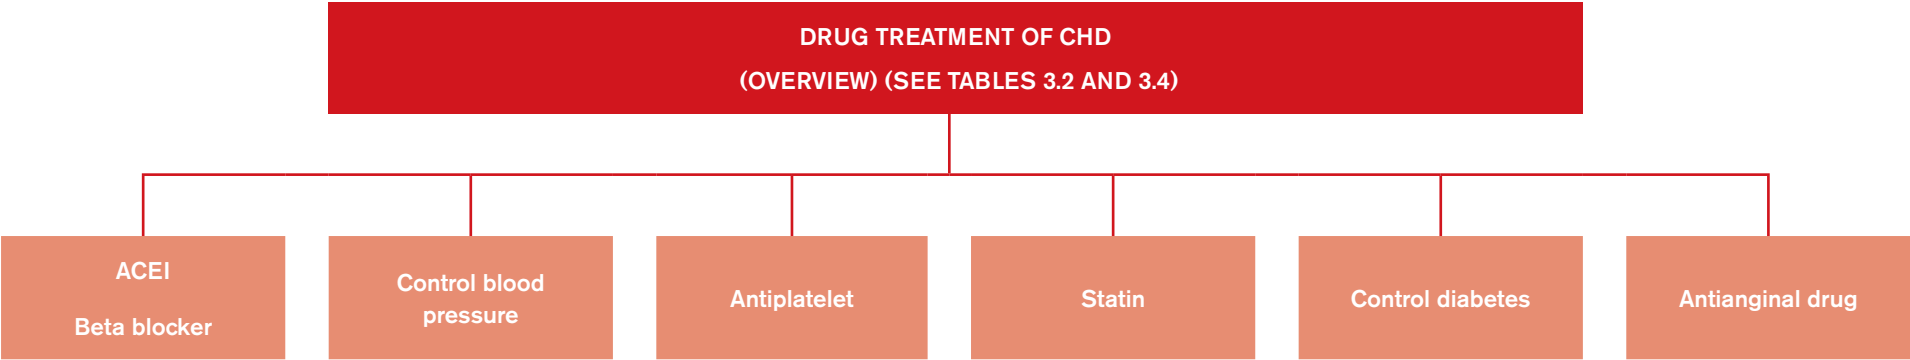 DRUG TREATMENT OF CHD
(OVERVIEW) (SEE TABLES 3.2 AND 3.4)
ACEI
Beta blocker
Control blood
pressure
Antiplatelet
Statin
Control diabetes
Antianginal drug